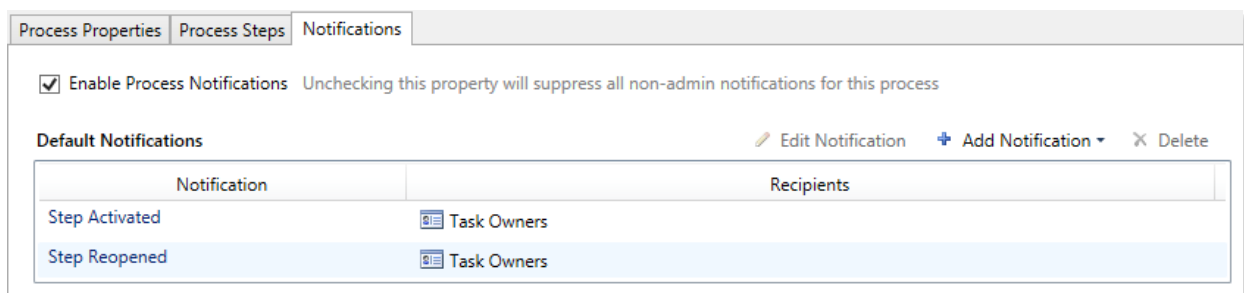 Process Properties Process Steps Notifications
Enable Process Notifications Unchecking this property will suppress all non-admin notifications for this process
Default Notifications Edit Notification Add Notification Delete
Notification Recipients
Step Activated Task Owners
Step Reopened Task Owners